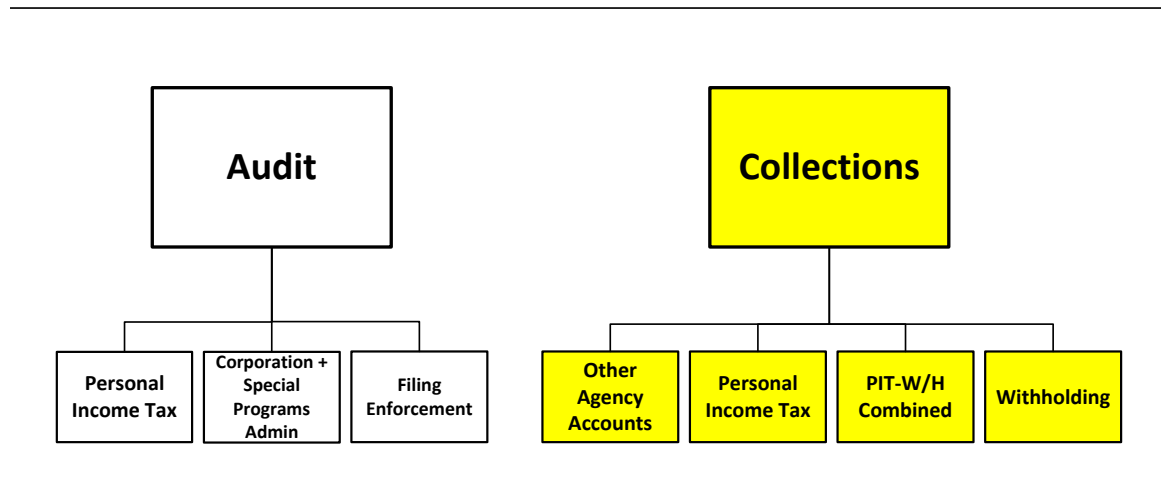 Audit
Collections
Personal
Income Tax
Corporation +
Special
Programs
Admin
Filing
Enforcement
Other
Agency
Accounts
Personal
Income Tax
PIT-W/H
Combined
Withholding